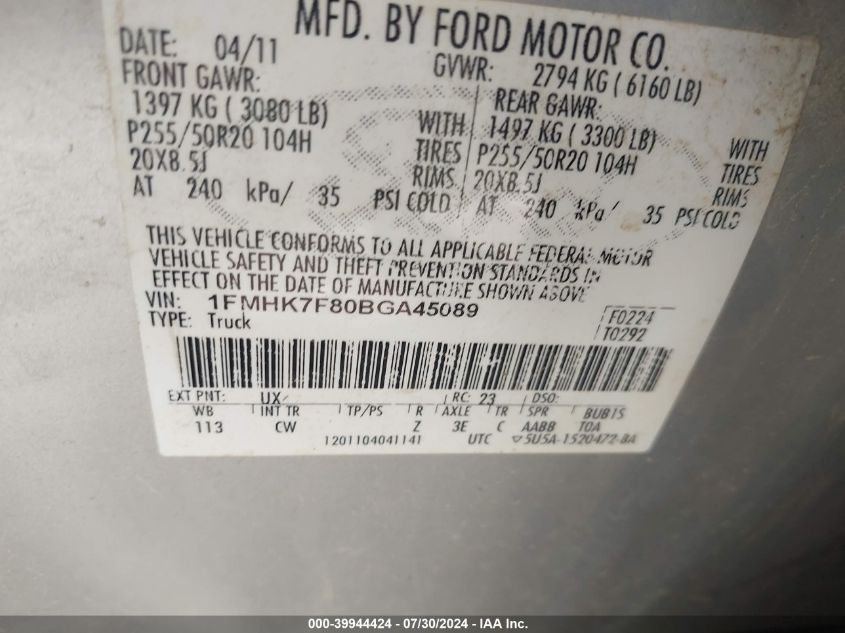 MFD. BY FORD MOTOR CO.
DATE: 04/11 GVWR: 2794 KG ( 6160 LB)
FRONT GAWR: REAR GAWR:
1397 KG ( 3080 LB) WITH 1497 KG ( 3300 LB) WITH
P255/50R20 104H TIRES P255/50R20 104H TIRES
20X8.5J RIMS 20X8.5J RIMS
AT 240 kPa/ 35 PSI COLD AT 240 kPa/ 35 PSI COLD
THIS VEHICLE CONFORMS TO ALL APPLICABLE FEDERAL MOTOR
VEHICLE SAFETY AND THEFT PREVENTION STANDARDS IN
EFFECT ON THE DATE OF MANUFACTURE SHOWN ABOVE
VIN: 1FMHK7F80BGA45089 F0224
TYPE: Truck T0292
EXT PNT: UX RC: 23 DSO:
WB INT TR TP/PS R AXLE TR SPR BUB1S
113 CW Z 3E C AABB TOA
1201104041141 UTC ▽5U5A-1520472-BA
000-39944424 | 07/30/2024 - IAA Inc.